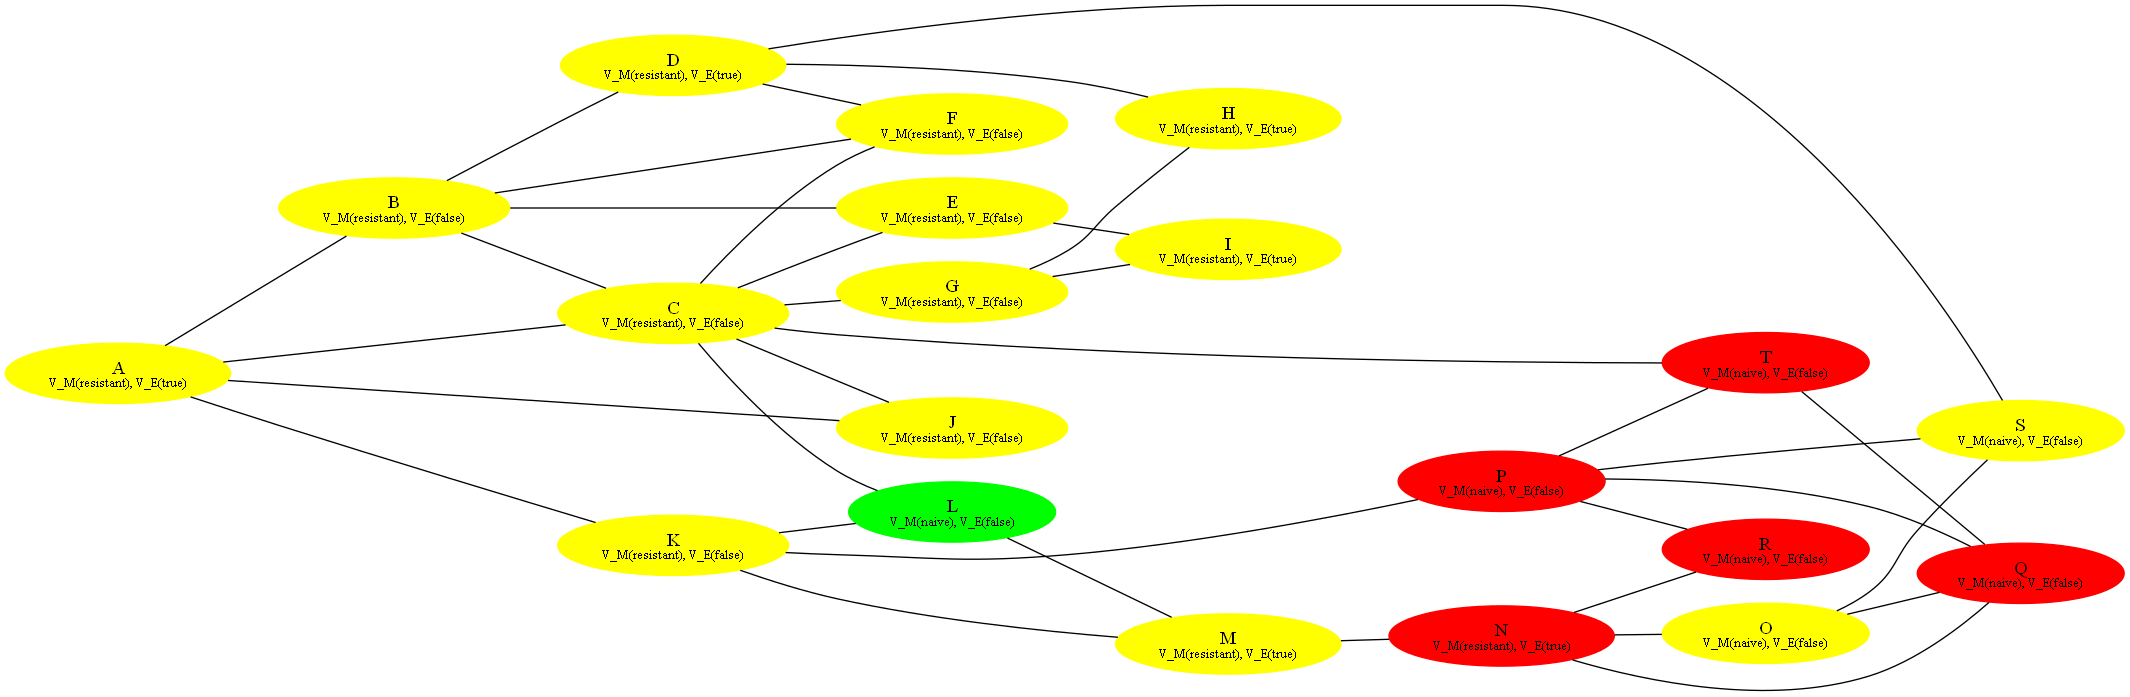 D
V_M(resistant), V_E(true)
F
V_M(resistant), V_E(false)
H
V_M(resistant), V_E(true)
B
V_M(resistant), V_E(false)
E
V_M(resistant), V_E(false)
I
V_M(resistant), V_E(true)
G
V_M(resistant), V_E(false)
C
V_M(resistant), V_E(false)
A
V_M(resistant), V_E(true)
T
V_M(naive), V_E(false)
J
V_M(resistant), V_E(false)
S
V_M(naive), V_E(false)
P
V_M(naive), V_E(false)
L
V_M(naive), V_E(false)
K
V_M(resistant), V_E(false)
R
V_M(naive), V_E(false)
Q
V_M(naive), V_E(false)
M
V_M(resistant), V_E(true)
N
V_M(resistant), V_E(true)
O
V_M(naive), V_E(false)